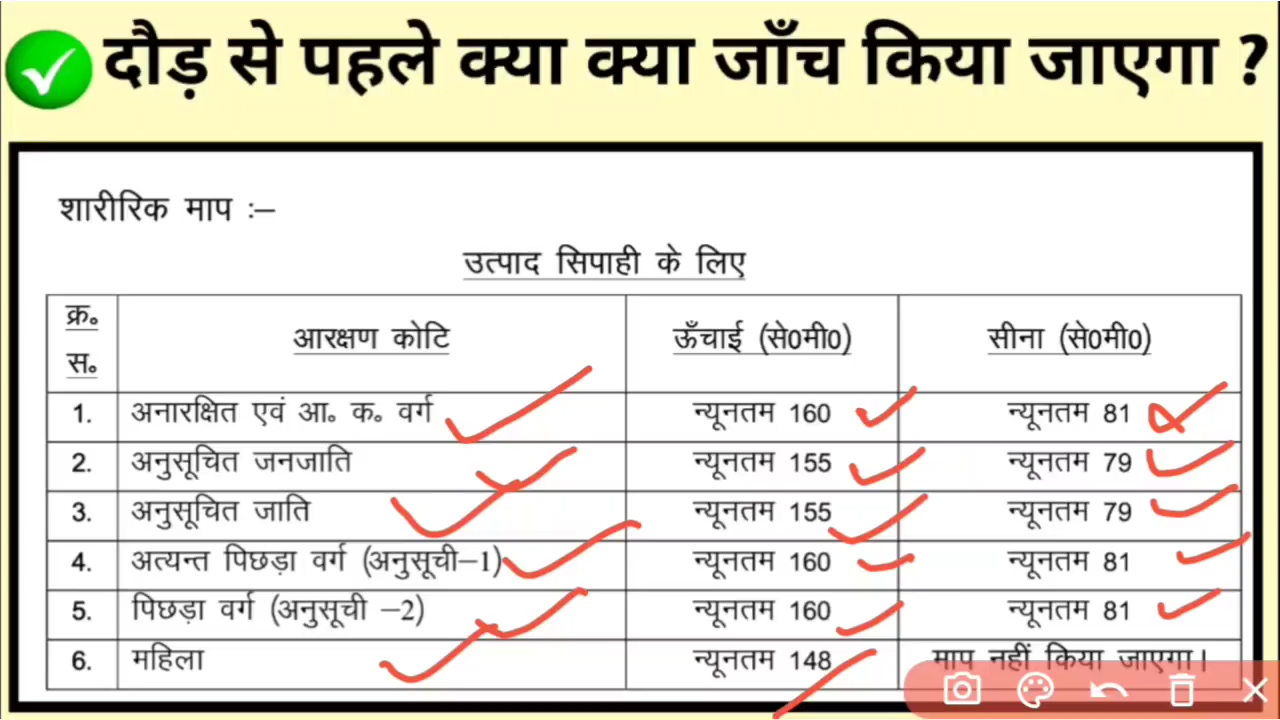 दौड़ से पहले क्या क्या जाँच किया जाएगा ?
शारीरिक माप :–
उत्पाद सिपाही के लिए
क्र॰ स॰ आरक्षण कोटि ऊँचाई (से0मी0) सीना (से0मी0)
1. अनारक्षित एवं आ॰ क॰ वर्ग न्यूनतम 160 न्यूनतम 81
2. अनुसूचित जनजाति न्यूनतम 155 न्यूनतम 79
3. अनुसूचित जाति न्यूनतम 155 न्यूनतम 79
4. अत्यन्त पिछड़ा वर्ग (अनुसूची–1) न्यूनतम 160 न्यूनतम 81
5. पिछड़ा वर्ग (अनुसूची –2) न्यूनतम 160 न्यूनतम 81
6. महिला न्यूनतम 148 माप नहीं किया जाएगा।